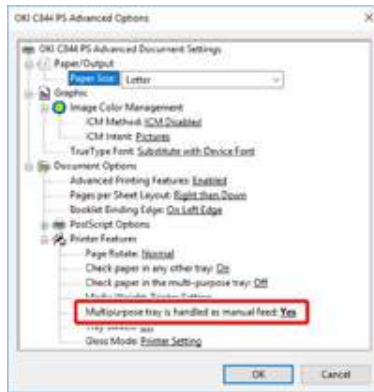 OKI C844 PS Advanced Options
OKI C844 PS Advanced Document Settings
Paper/Output
Paper Size: Letter
Graphic
Image Color Management
ICM Method: ICM Disabled
ICM Intent: Pictures
TrueType Font: Substitute with Device Font
Document Options
Advanced Printing Features: Enabled
Pages per Sheet Layout: Right then Down
Booklet Binding Edge: On Left Edge
PostScript Options
Printer Features
Page Rotate: Normal
Check paper in any other tray: On
Check paper in the multi-purpose tray: Off
Media Weight: Printer Setting
Multipurpose tray is handled as manual feed: Yes
Gloss Mode: Printer Setting
OK Cancel